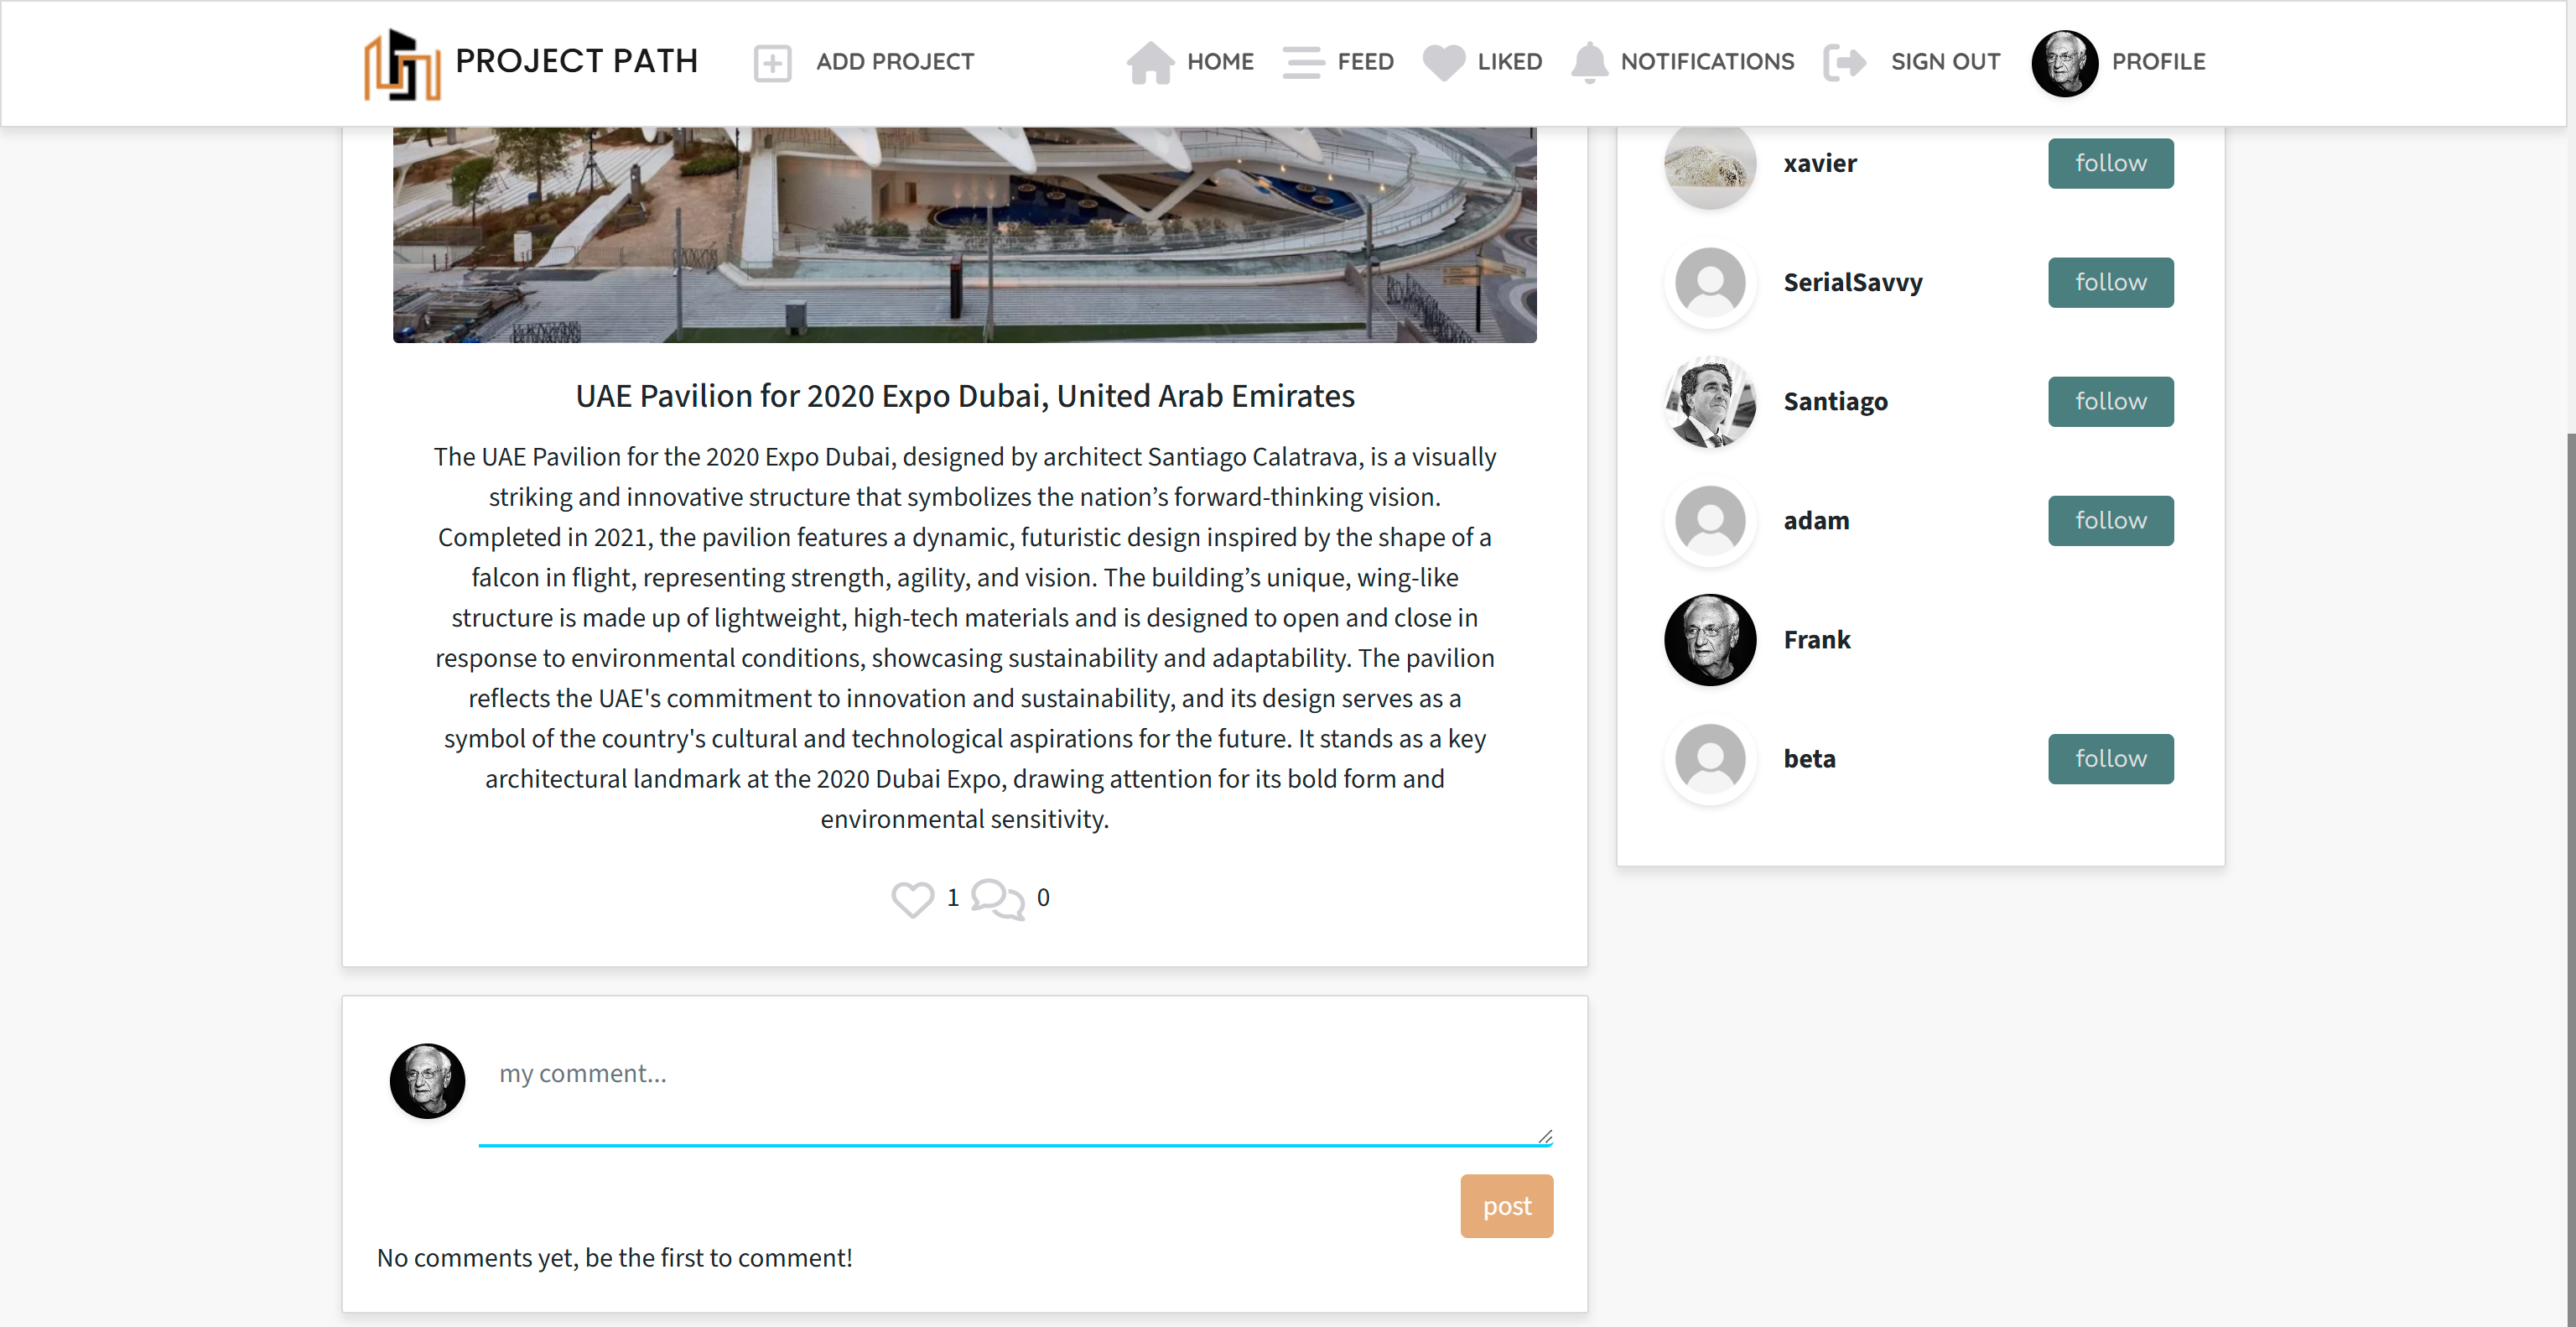 PROJECT PATH
ADD PROJECT
HOME
FEED
LIKED
NOTIFICATIONS
SIGN OUT
PROFILE
UAE Pavilion for 2020 Expo Dubai, United Arab Emirates
The UAE Pavilion for the 2020 Expo Dubai, designed by architect Santiago Calatrava, is a visually
striking and innovative structure that symbolizes the nation’s forward-thinking vision.
Completed in 2021, the pavilion features a dynamic, futuristic design inspired by the shape of a
falcon in flight, representing strength, agility, and vision. The building’s unique, wing-like
structure is made up of lightweight, high-tech materials and is designed to open and close in
response to environmental conditions, showcasing sustainability and adaptability. The pavilion
reflects the UAE's commitment to innovation and sustainability, and its design serves as a
symbol of the country's cultural and technological aspirations for the future. It stands as a key
architectural landmark at the 2020 Dubai Expo, drawing attention for its bold form and
environmental sensitivity.
1
0
my comment...
post
No comments yet, be the first to comment!
xavier
follow
SerialSavvy
follow
Santiago
follow
adam
follow
Frank
beta
follow